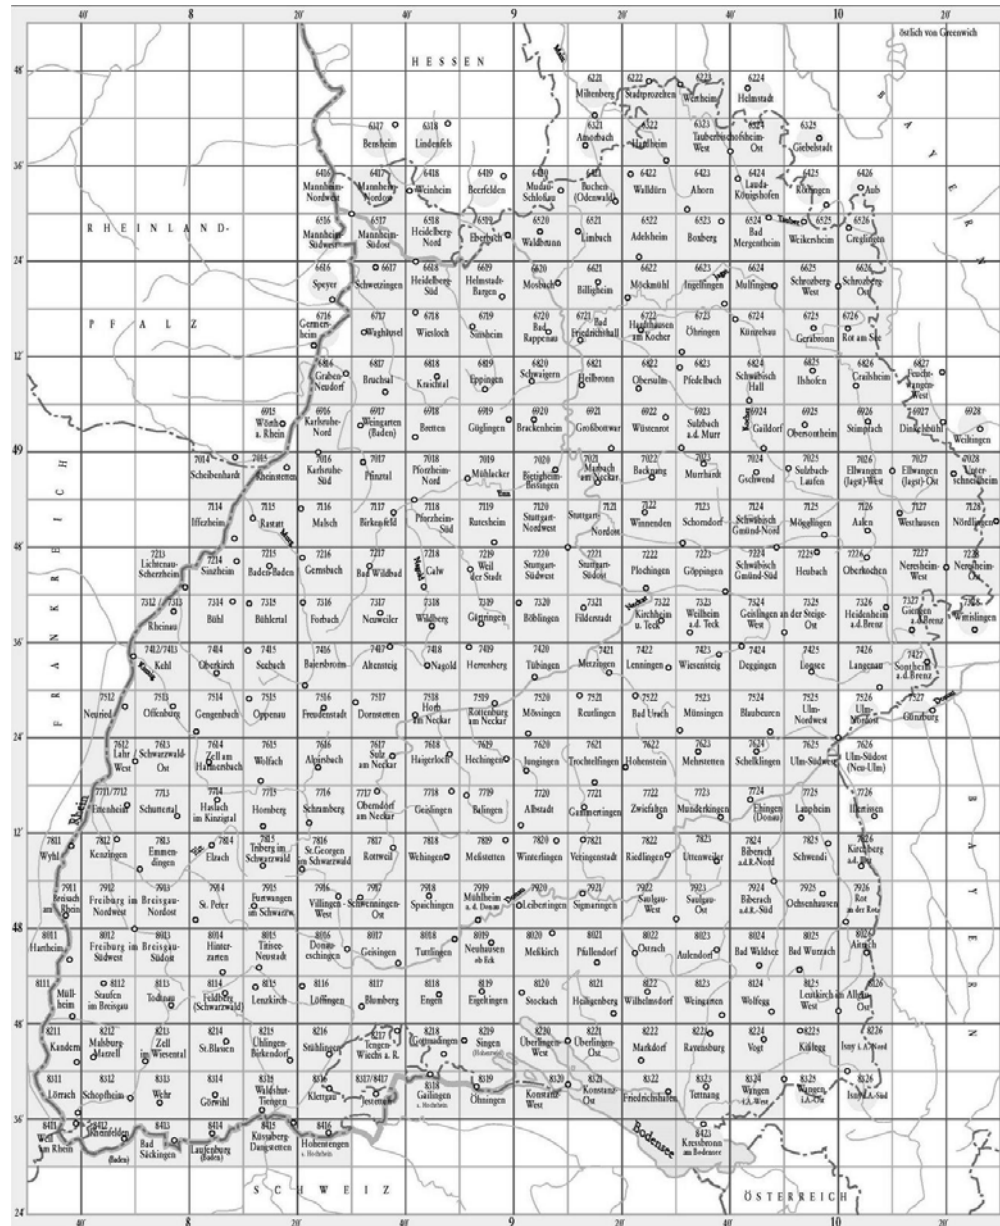 40' 8 20' 40' 9 20' 40' 10 20'
östlich von Greenwich
HESSEN
48'
6221 6222 6223 6224
Miltenberg Stadtprozelten Wertheim Helmstadt
6317 6318 6321 6322 6323 6324 6325
Bensheim Lindenfels Amorbach Hardheim Tauberbischofsheim-
West Ost Giebelstadt
36'
6416 6417 6418 6419 6420 6421 6422 6423 6424 6425 6426
Mannheim-Nordwest Mannheim-Nordost Weinheim Beerfelden Mudau-Schloßau Buchen (Odenwald) Walldürn Ahorn Lauda-Königshofen Röttingen Aub
RHEINLAND-
6516 6517 6518 6519 6520 6521 6522 6523 6524 6525 6526
Mannheim-Südwest Mannheim-Südost Heidelberg-Nord Eberbach Waldbrunn Limbach Adelsheim Boxberg Bad Mergentheim Weikersheim Creglingen
Tauber
24'
6616 6617 6618 6619 6620 6621 6622 6623 6624 6625 6626
Speyer Schwetzingen Heidelberg-Süd Helmstadt-Bargen Mosbach Billigheim Möckmühl Ingelfingen Mulfingen Schrozberg-West Schrozberg-Ost
Jagst
PFALZ
6716 6717 6718 6719 6720 6721 6722 6723 6724 6725 6726
Germersheim Waghäusel Wiesloch Sinsheim Bad Rappenau Bad Friedrichshall Hardthausen am Kocher Öhringen Künzelsau Gerabronn Rot am See
12'
6816 6817 6818 6819 6820 6821 6822 6823 6824 6825 6826 6827
Graben-Neudorf Bruchsal Kraichtal Eppingen Schwaigern Heilbronn Obersulm Pfedelbach Schwäbisch Hall Ilshofen Crailsheim Feuchtwangen-West
6915 6916 6917 6918 6919 6920 6921 6922 6923 6924 6925 6926 6927 6928
Wörth a. Rhein Karlsruhe-Nord Weingarten (Baden) Bretten Güglingen Brackenheim Großbottwar Wüstenrot Sulzbach a.d. Murr Gaildorf Obersontheim Stimpfach Dinkelsbühl Weiltingen
Kocher
49
7014 7015 7016 7017 7018 7019 7020 7021 7022 7023 7024 7025 7026 7027 7028
Scheibenhardt Rheinstetten Karlsruhe-Süd Pfinztal Pforzheim-Nord Mühlacker Bietigheim-Bissingen Marbach am Neckar Backnang Murrhardt Gschwend Sulzbach-Laufen Ellwangen (Jagst)-West Ellwangen (Jagst)-Ost Unterschneidheim
Enz
7114 7115 7116 7117 7118 7119 7120 7121 7122 7123 7124 7125 7126 7127 7128
Iffezheim Rastatt Malsch Birkenfeld Pforzheim-Süd Rutesheim Stuttgart-Nordwest Stuttgart-Nordost Winnenden Schorndorf Schwäbisch Gmünd-Nord Mögglingen Aalen Westhausen Nördlingen
Murg
48'
7213 7214 7215 7216 7217 7218 7219 7220 7221 7222 7223 7224 7225 7226 7227 7228
Lichtenau-Scherzheim Sinzheim Baden-Baden Gernsbach Bad Wildbad Calw Weil der Stadt Stuttgart-Südwest Stuttgart-Südost Plochingen Göppingen Schwäbisch Gmünd-Süd Heubach Oberkochen Neresheim-West Neresheim-Ost
Nagold Neckar
7312 / 7313 7314 7315 7316 7317 7318 7319 7320 7321 7322 7323 7324 7325 7326 7327 7328
Rheinau Bühl Bühlertal Forbach Neuweiler Wildberg Gärtringen Böblingen Filderstadt Kirchheim u. Teck Weilheim a.d. Teck Geislingen an der Steige-West Ost Heidenheim a.d.Brenz Giengen a.d.Brenz Wittislingen
36'
7412/7413 7414 7415 7416 7417 7418 7419 7420 7421 7422 7423 7424 7425 7426 7427
Kehl Oberkirch Seebach Baiersbronn Altensteig Nagold Herrenberg Tübingen Metzingen Lenningen Wiesensteig Deggingen Lonsee Langenau Sontheim a.d.Brenz
Kinzig
FRANKREICH
7512 7513 7514 7515 7516 7517 7518 7519 7520 7521 7522 7523 7524 7525 7526 7527
Neuried Offenburg Gengenbach Oppenau Freudenstadt Dornstetten Horb am Neckar Rottenburg am Neckar Mössingen Reutlingen Bad Urach Münsingen Blaubeuren Ulm-Nordwest Ulm-Nordost Günzburg
Donau
24'
7612 7613 7614 7615 7616 7617 7618 7619 7620 7621 7622 7623 7624 7625 7626
Lahr West Schwarzwald-Ost Zell am Harmersbach Wolfach Alpirsbach Sulz am Neckar Haigerloch Hechingen Jungingen Trochtelfingen Hohenstein Mehrstetten Schelklingen Ulm-Südwest Ulm-Südost (Neu-Ulm)
Rhein
7711 / 7712 7713 7714 7715 7716 7717 7718 7719 7720 7721 7722 7723 7724 7725 7726
Ettenheim Schuttertal Haslach im Kinzigtal Hornberg Schramberg Oberndorf am Neckar Geislingen Balingen Albstadt Gammertingen Zwiefalten Munderkingen Ehingen (Donau) Laupheim Illertissen
12'
7811 7812 7813 7814 7815 7816 7817 7818 7819 7820 7821 7822 7823 7824 7825 7826
Wyhl Kenzingen Emmendingen Elzach Triberg im Schwarzwald St.Georgen im Schwarzwald Rottweil Wehingen Meßstetten Winterlingen Veringenstadt Riedlingen Uttenweiler Biberach a.d.R.-Nord Schwendi Kirchberg a.d. Iller
7911 7912 7913 7914 7915 7916 7917 7918 7919 7920 7921 7922 7923 7924 7925 7926
Breisach am Rhein Freiburg im Breisgau-Nordwest Nordost St. Peter Furtwangen im Schwarzw. Villingen-West Schwenningen-Ost Spaichingen Mühlheim a. d. Donau Leibertingen Sigmaringen Saulgau-West Saulgau-Ost Biberach a.d.R.-Süd Ochsenhausen Rot an der Rot
Donau
48
8011 8012 8013 8014 8015 8016 8017 8018 8019 8020 8021 8022 8023 8024 8025 8026
Hartheim Freiburg im Breisgau-Südwest Südost Hinterzarten Titisee-Neustadt Donaueschingen Geisingen Tuttlingen Neuhausen ob Eck Meßkirch Pfullendorf Ostrach Aulendorf Bad Waldsee Bad Wurzach Aitrach
8111 8112 8113 8114 8115 8116 8117 8118 8119 8120 8121 8122 8123 8124 8125 8126
Müllheim Staufen im Breisgau Todtnau Feldberg (Schwarzwald) Lenzkirch Löffingen Blumberg Engen Eigeltingen Stockach Heiligenberg Wilhelmsdorf Weingarten Wolfegg Leutkirch im Allgäu-West Ost
48'
8211 8212 8213 8214 8215 8216 8217 8218 8219 8220 8221 8222 8223 8224 8225 8226
Kandern Malsburg-Marzell Zell im Wiesental St.Blasien Ühlingen-Birkendorf Stühlingen Tengen-Wiechs a. R. Gottmadingen Singen (Hohentwiel) Überlingen-West Überlingen-Ost Markdorf Ravensburg Vogt Kißlegg Isny i.A.-Nord
8311 8312 8313 8314 8315 8316 8317/8417 8318 8319 8320 8321 8322 8323 8324 8325 8326
Lörrach Schopfheim Wehr Görwihl Waldshut-Tiengen Klettgau Jestetten Gailingen a. Hochrhein Öhningen Konstanz-West Konstanz-Ost Friedrichshafen Tettnang Wangen i.A.-West Wangen i.A.-Ost Isny i.A.-Süd
36'
8411 8412 8413 8414 8415 8416 8423
Weil am Rhein Rheinfelden (Baden) Bad Säckingen Laufenburg (Baden) Küssaberg-Dangstetten Hohentengen a. Hochrhein Kressbronn am Bodensee
Bodensee
SCHWEIZ
ÖSTERREICH
BAYERN
BAYERN
24'
40' 8 20' 40' 9 20' 40' 10 20'